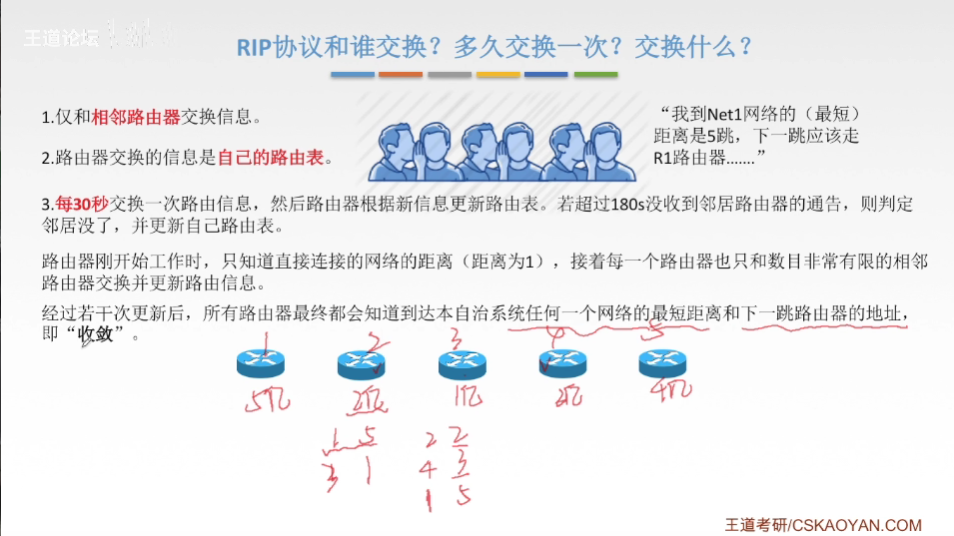 王道论坛
RIP协议和谁交换？多久交换一次？交换什么？
1.仅和相邻路由器交换信息。
2.路由器交换的信息是自己的路由表。
“我到Net1网络的（最短）
距离是5跳，下一跳应该走
R1路由器.......”
3.每30秒交换一次路由信息，然后路由器根据新信息更新路由表。若超过180s没收到邻居路由器的通告，则判定
邻居没了，并更新自己路由表。
路由器刚开始工作时，只知道直接连接的网络的距离（距离为1），接着每一个路由器也只和数目非常有限的相邻
路由器交换并更新路由信息。
经过若干次更新后，所有路由器最终都会知道到达本自治系统任何一个网络的最短距离和下一跳路由器的地址，
即“收敛”。
1 2 3 4 5
5亿 2亿 1亿 亿 4亿
1 5 2 2
3 1 4 3
1 5
王道考研/CSKAOYAN.COM